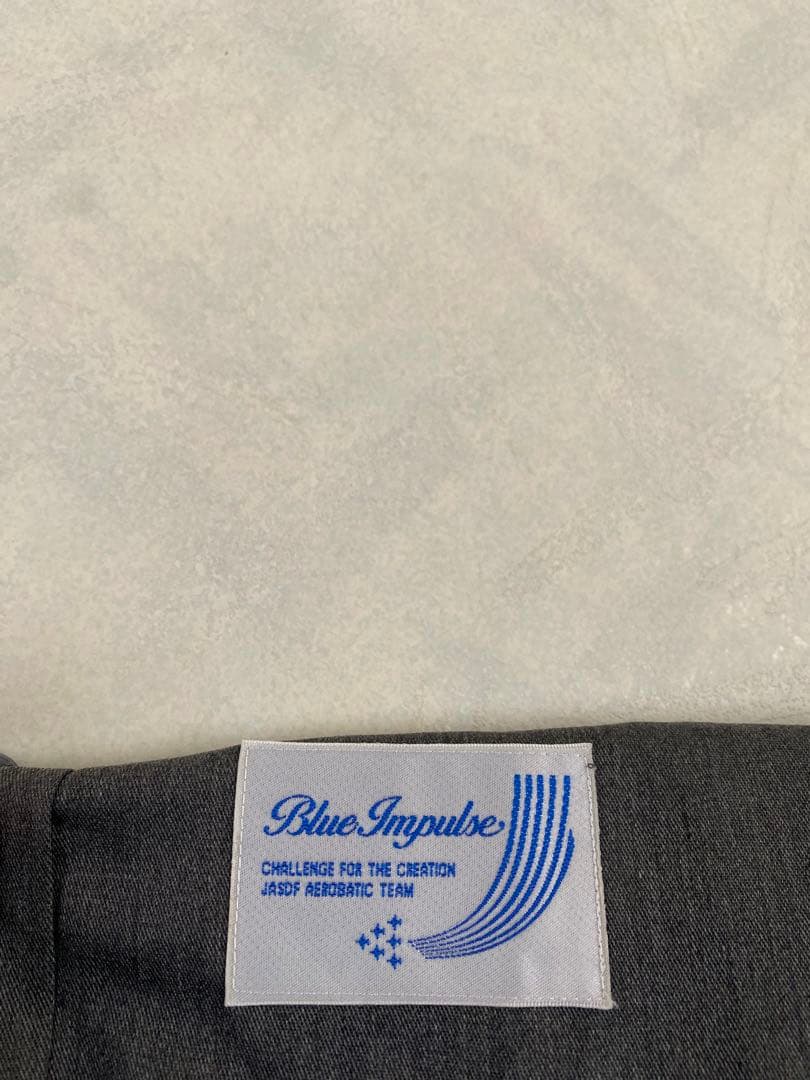 Blue Impulse
CHALLENGE FOR THE CREATION
JASDF AEROBATIC TEAM